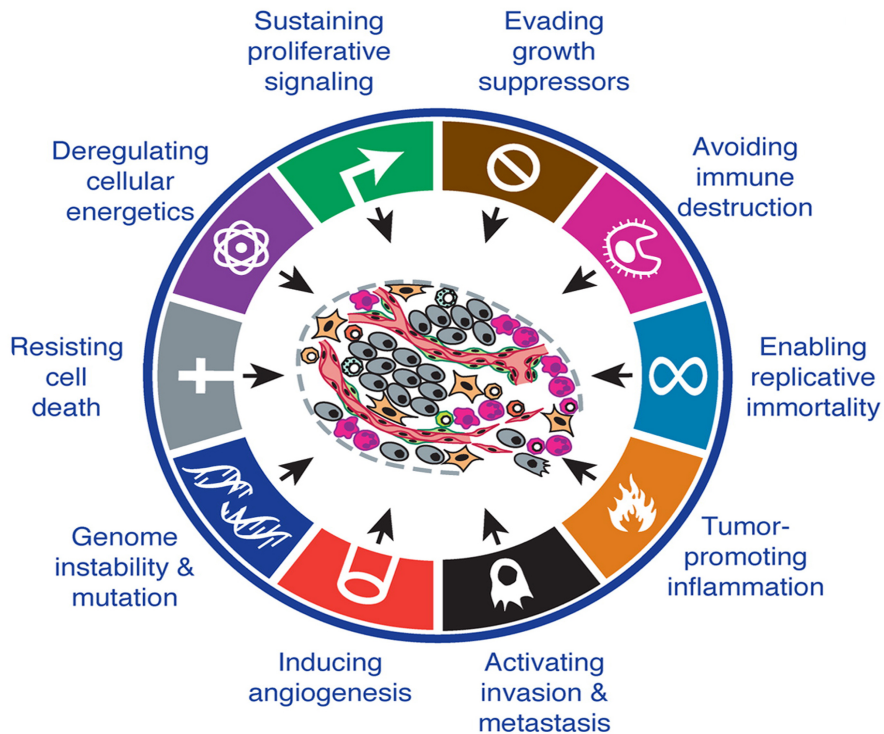 Sustaining
proliferative
signaling
Evading
growth
suppressors
Deregulating
cellular
energetics
Avoiding
immune
destruction
Resisting
cell
death
Enabling
replicative
immortality
Genome
instability &
mutation
Tumor-
promoting
inflammation
Inducing
angiogenesis
Activating
invasion &
metastasis